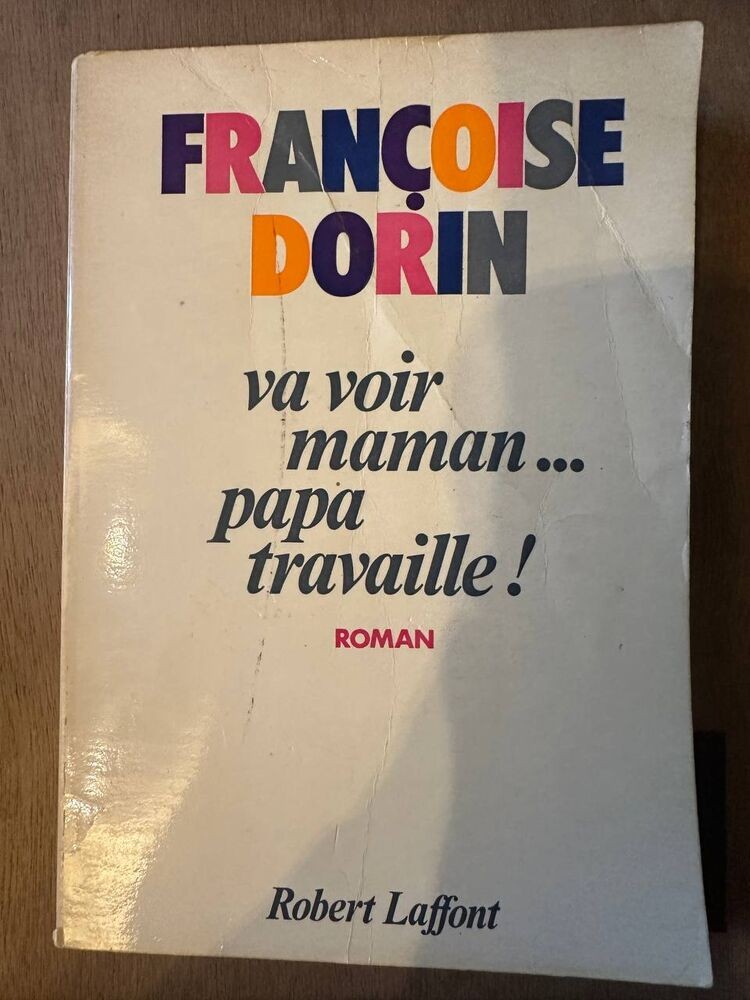 FRANÇOISE
DORIN
va voir
maman...
papa
travaille !
ROMAN
Robert Laffont